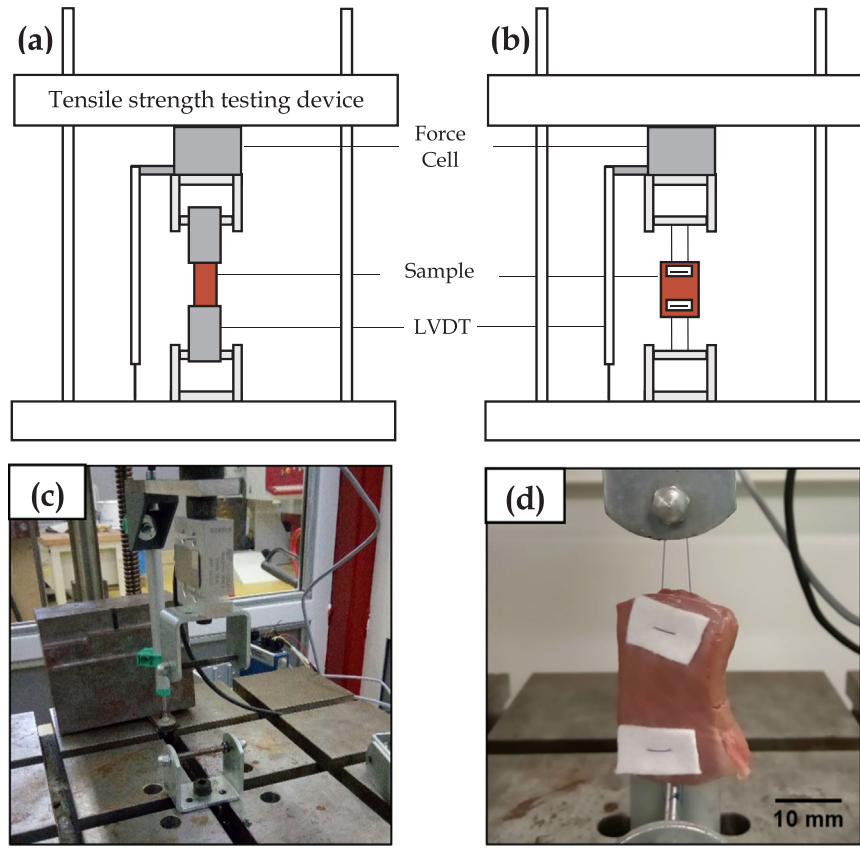 (a)
(b)
Tensile strength testing device
Force
Cell
Sample
LVDT
(c)
(d)
10 mm